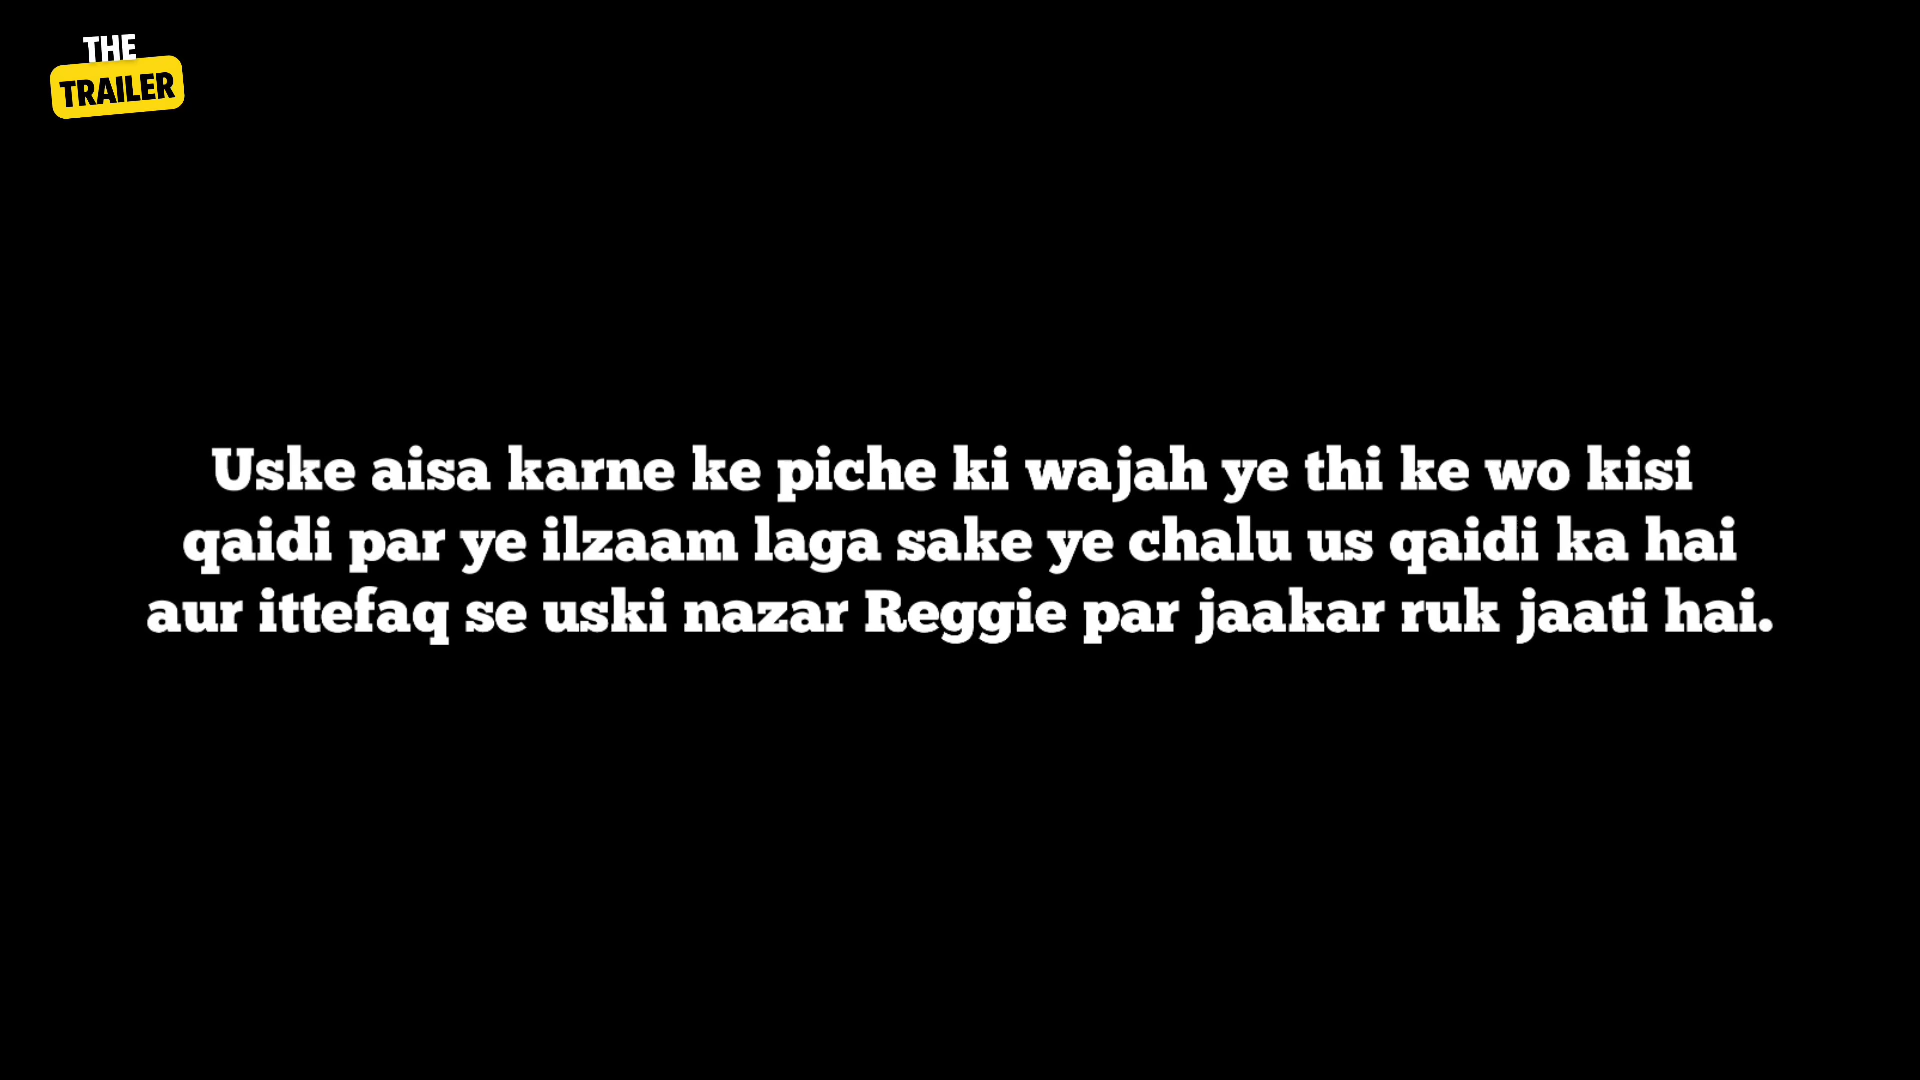 THE
TRAILER
Uske aisa karne ke piche ki wajah ye thi ke wo kisi
qaidi par ye ilzaam laga sake ye chalu us qaidi ka hai
aur ittefaq se uski nazar Reggie par jaakar ruk jaati hai.